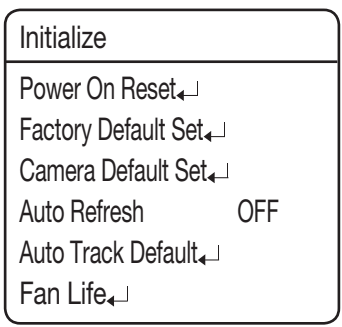 Initialize
Power On Reset↵
Factory Default Set↵
Camera Default Set↵
Auto Refresh OFF
Auto Track Default↵
Fan Life↵